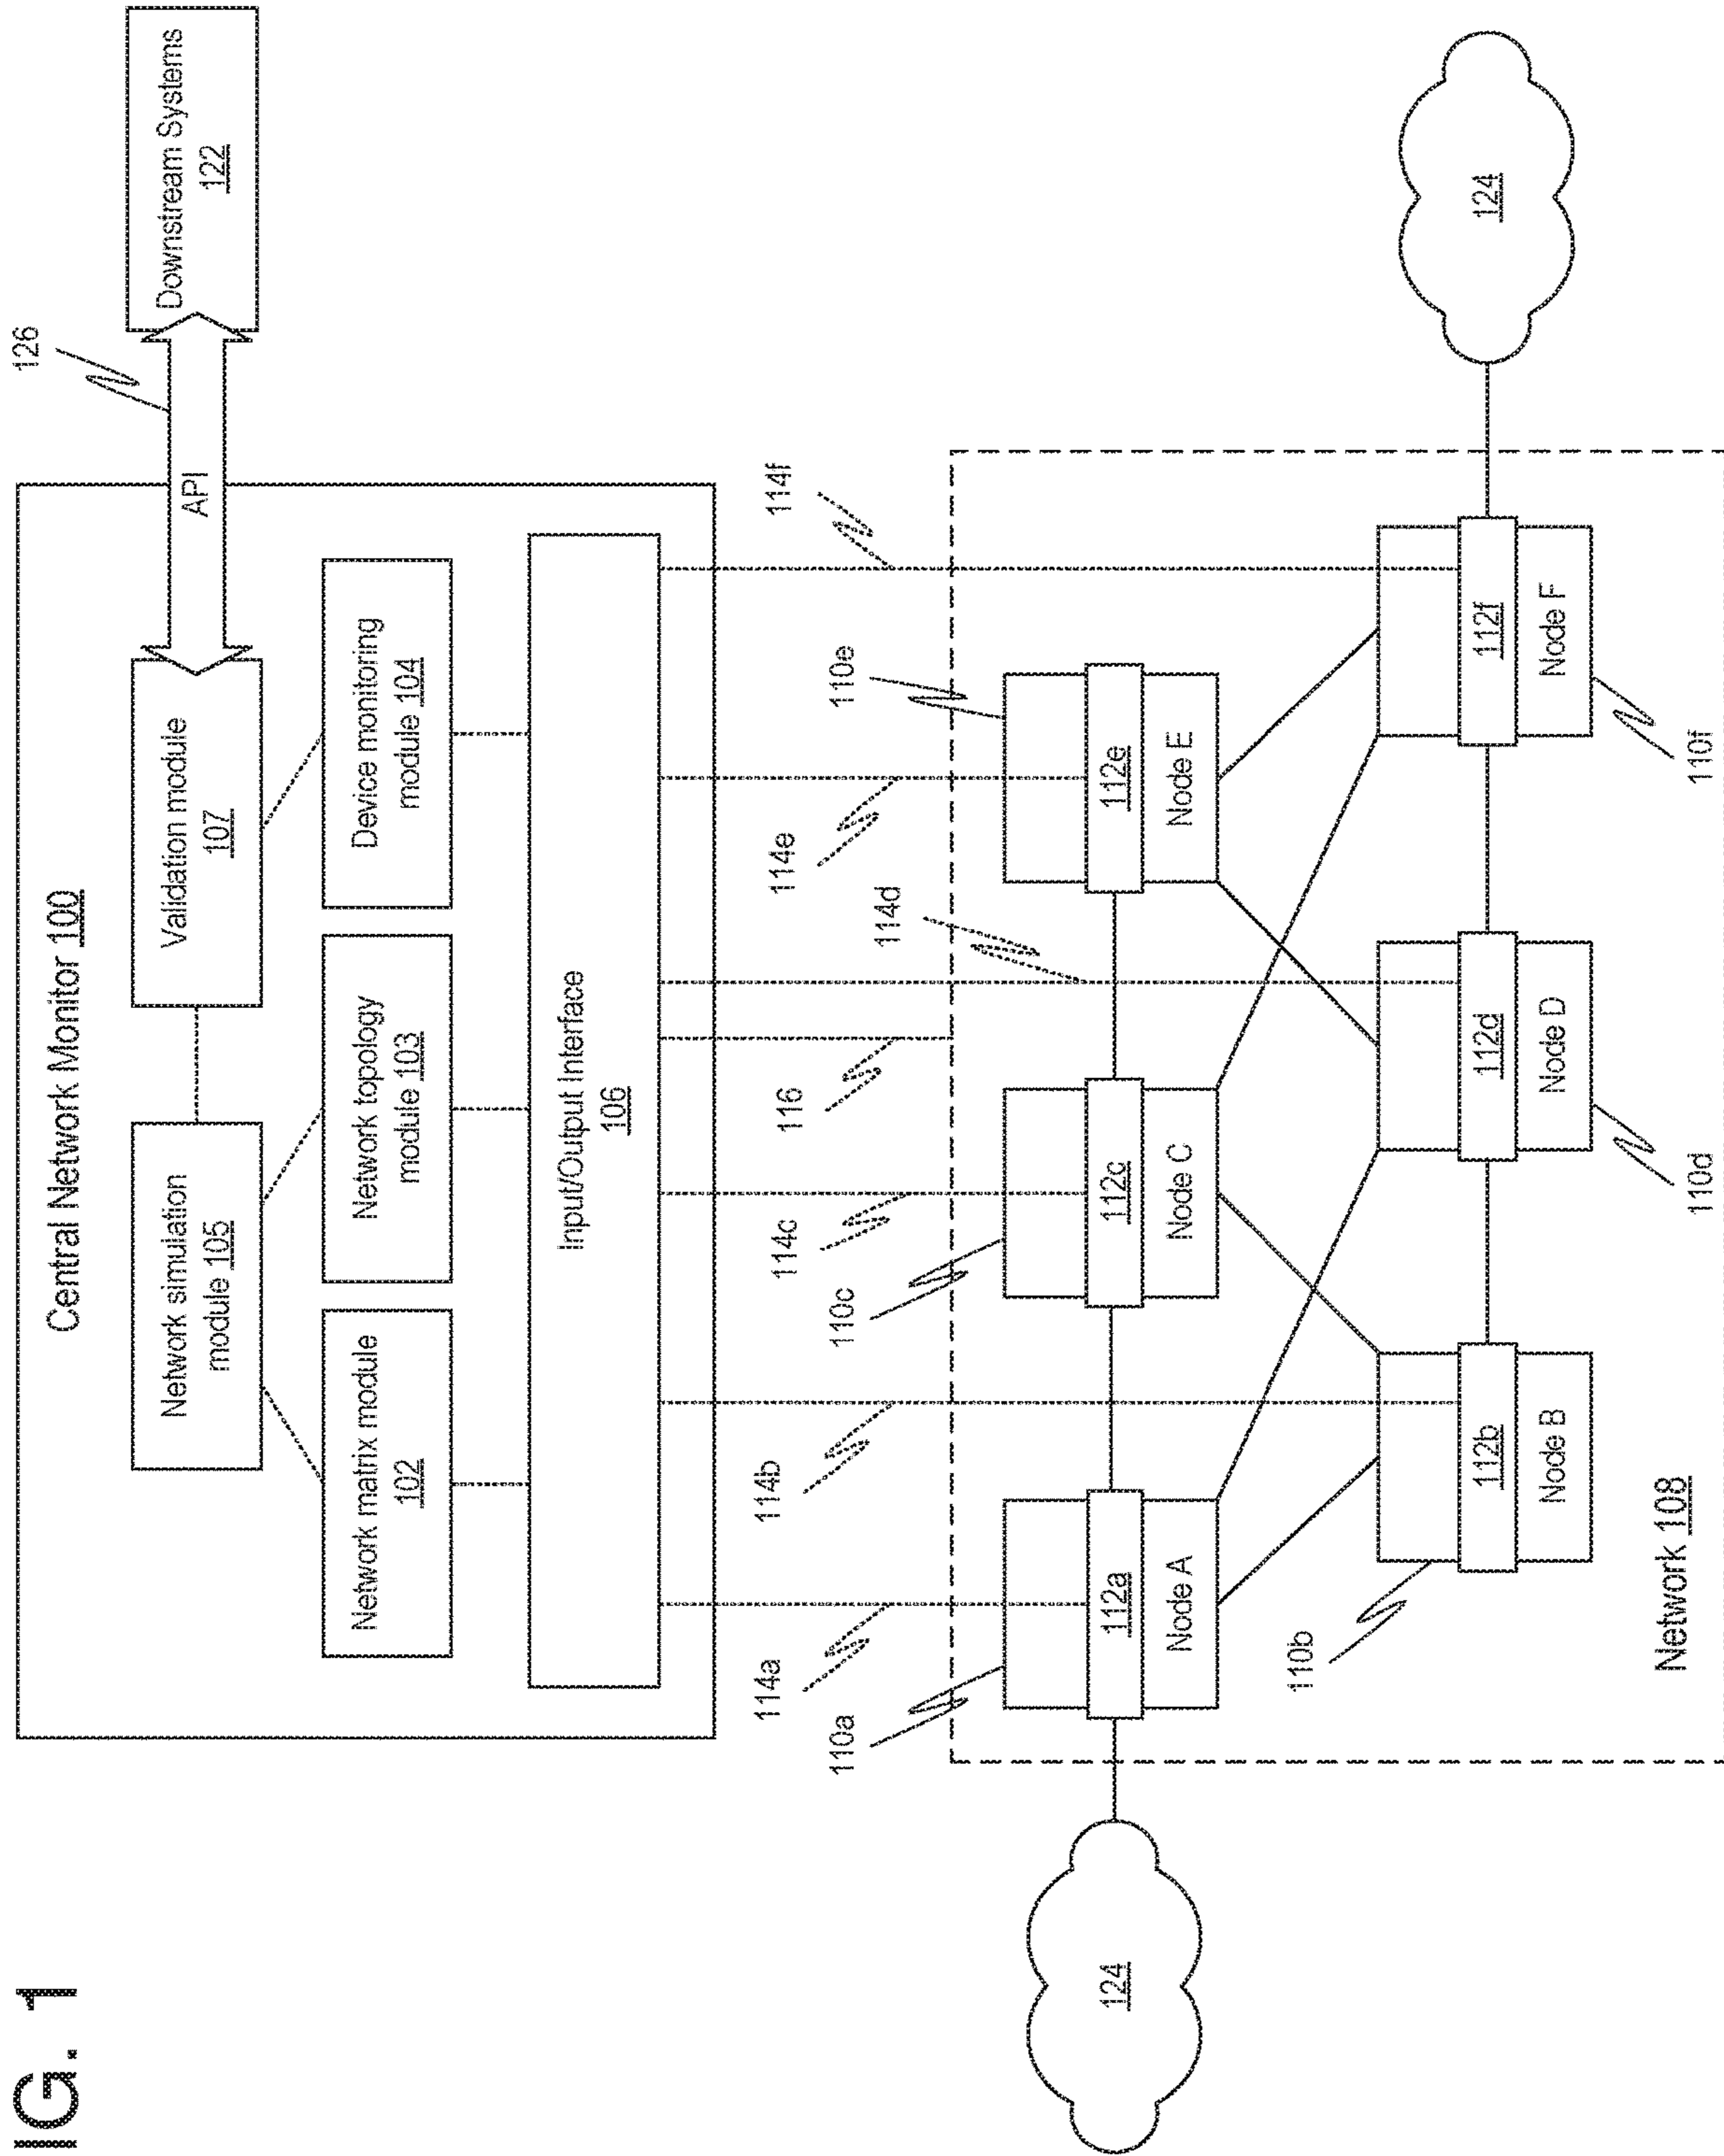 IG. 1
Central Network Monitor 100
Network simulation
module 105
Validation module
107
API
126
Downstream Systems
122
Network matrix module
102
Network topology
module 103
Device monitoring
module 104
Input/Output Interface
106
114a
114b
114c
116
114d
114e
114f
110a
110c
110e
124
112a
Node A
112c
Node C
112e
Node E
110b
112b
Node B
112d
Node D
112f
Node F
124
110d
110f
Network 108